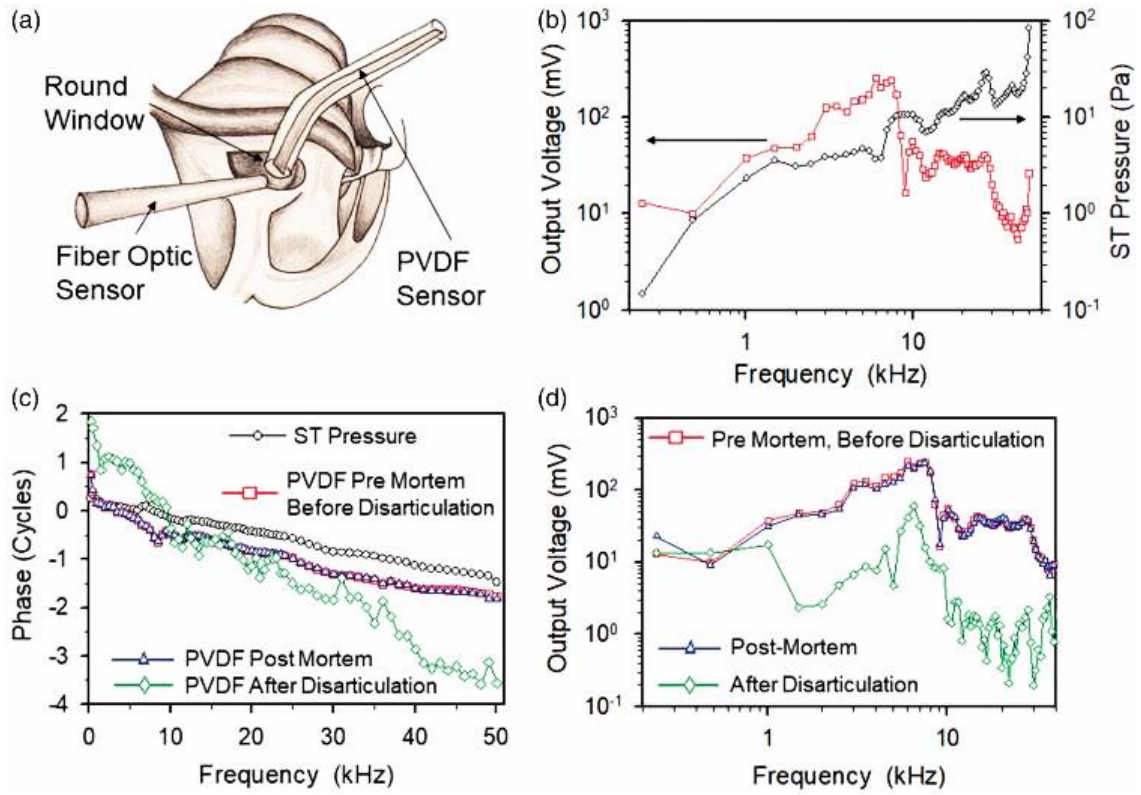 (a)
Round
Window
Fiber Optic
Sensor
PVDF
Sensor
(b)
10³
10²
10¹
10⁰
Output Voltage (mV)
10²
10¹
10⁰
10⁻¹
ST Pressure (Pa)
1
10
Frequency (kHz)
(c)
2
1
0
-1
-2
-3
-4
Phase (Cycles)
ST Pressure
PVDF Pre Mortem
Before Disarticulation
PVDF Post Mortem
PVDF After Disarticulation
0
10
20
30
40
50
Frequency (kHz)
(d)
10³
10²
10¹
10⁰
10⁻¹
Output Voltage (mV)
Pre Mortem, Before Disarticulation
Post-Mortem
After Disarticulation
1
10
Frequency (kHz)